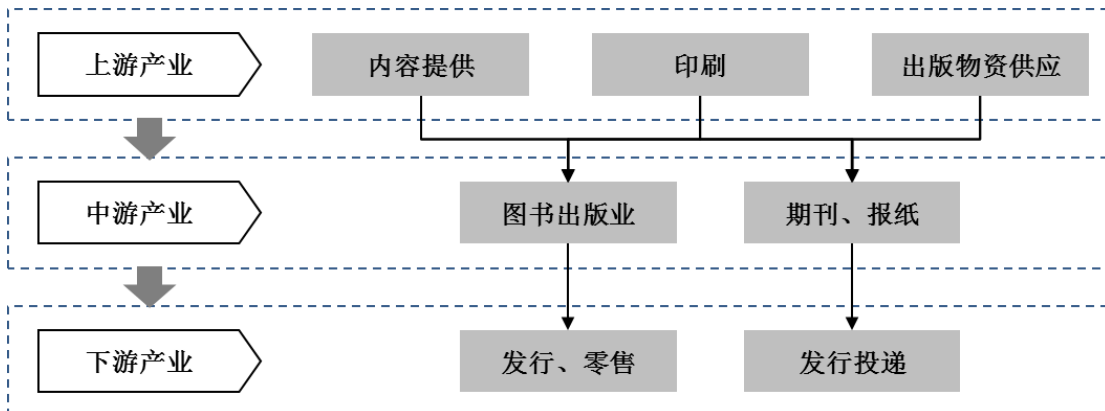 上游产业
内容提供
印刷
出版物资供应
中游产业
图书出版业
期刊、报纸
下游产业
发行、零售
发行投递